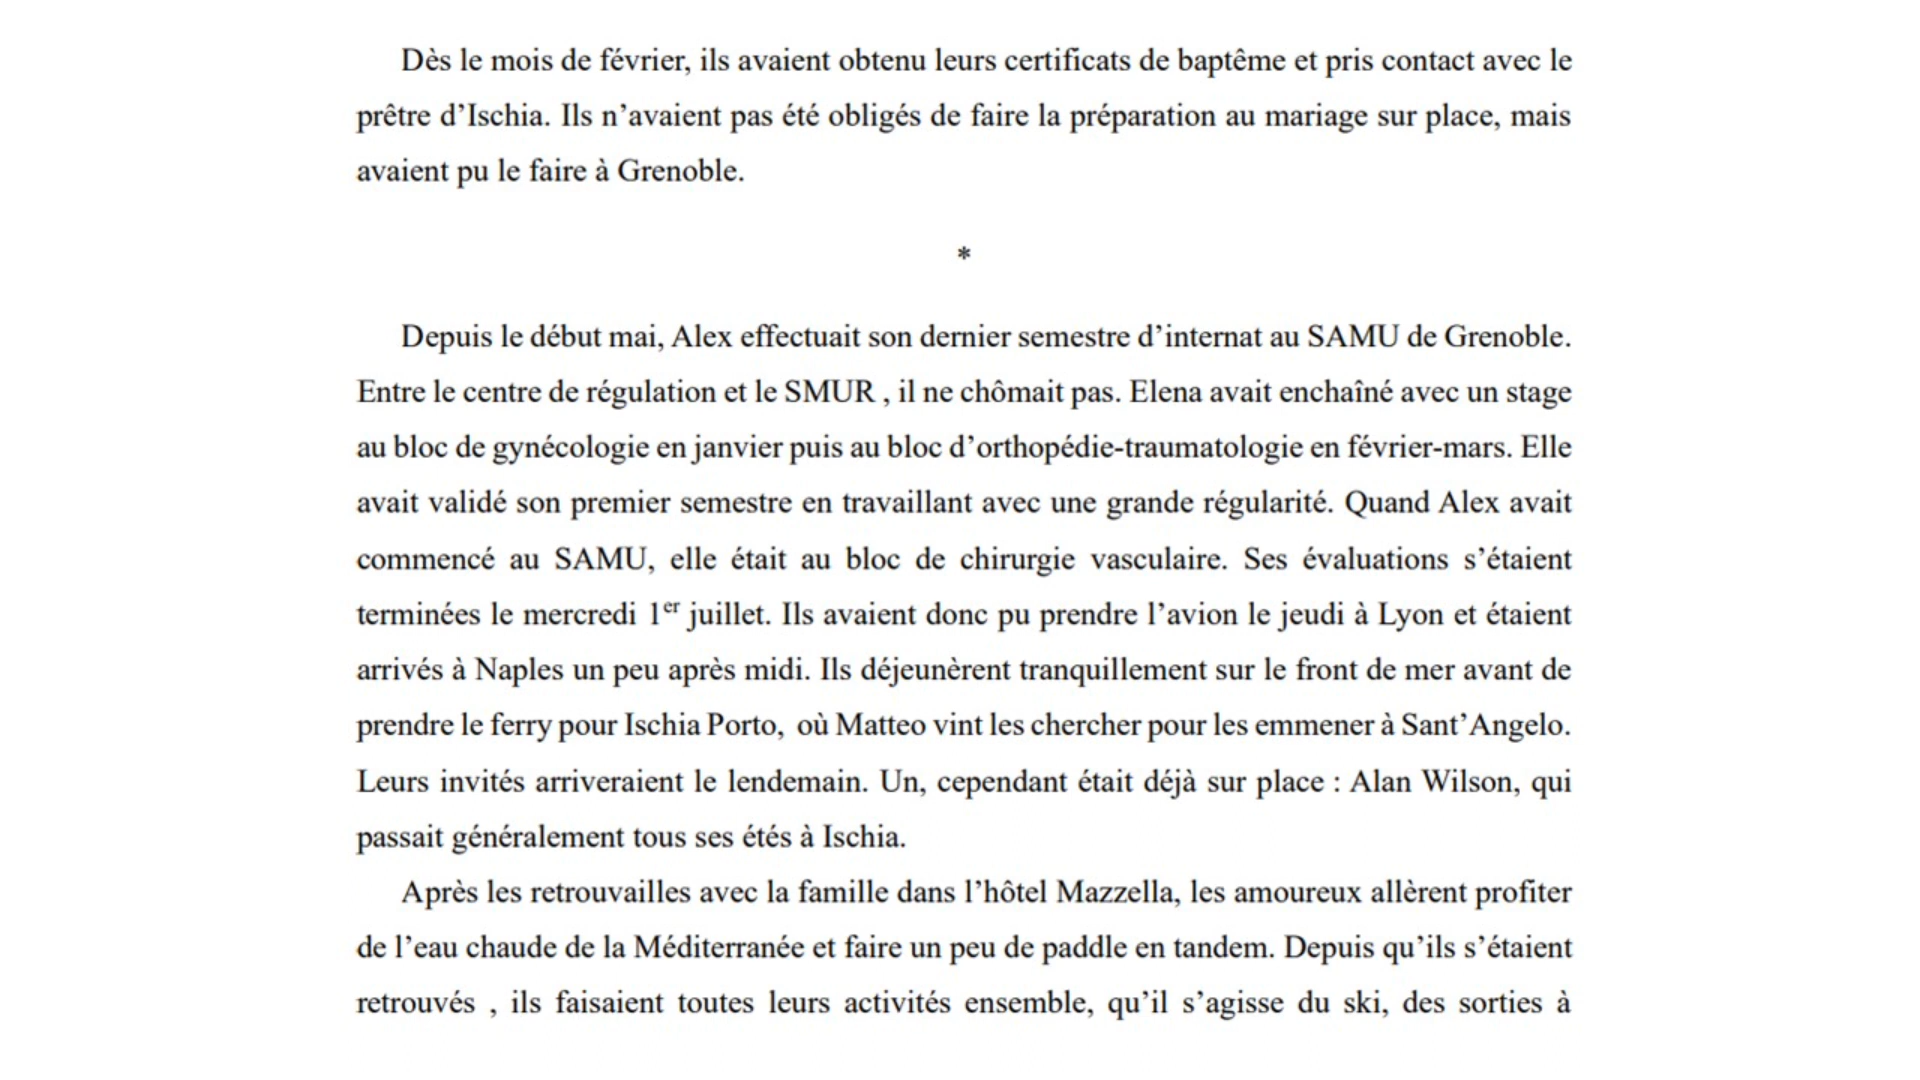 Dès le mois de février, ils avaient obtenu leurs certificats de baptême et pris contact avec le
prêtre d’Ischia. Ils n’avaient pas été obligés de faire la préparation au mariage sur place, mais
avaient pu le faire à Grenoble.
*
Depuis le début mai, Alex effectuait son dernier semestre d’internat au SAMU de Grenoble.
Entre le centre de régulation et le SMUR , il ne chômait pas. Elena avait enchaîné avec un stage
au bloc de gynécologie en janvier puis au bloc d’orthopédie-traumatologie en février-mars. Elle
avait validé son premier semestre en travaillant avec une grande régularité. Quand Alex avait
commencé au SAMU, elle était au bloc de chirurgie vasculaire. Ses évaluations s’étaient
terminées le mercredi 1er juillet. Ils avaient donc pu prendre l’avion le jeudi à Lyon et étaient
arrivés à Naples un peu après midi. Ils déjeunèrent tranquillement sur le front de mer avant de
prendre le ferry pour Ischia Porto, où Matteo vint les chercher pour les emmener à Sant’Angelo.
Leurs invités arriveraient le lendemain. Un, cependant était déjà sur place : Alan Wilson, qui
passait généralement tous ses étés à Ischia.
Après les retrouvailles avec la famille dans l’hôtel Mazzella, les amoureux allèrent profiter
de l’eau chaude de la Méditerranée et faire un peu de paddle en tandem. Depuis qu’ils s’étaient
retrouvés , ils faisaient toutes leurs activités ensemble, qu’il s’agisse du ski, des sorties à